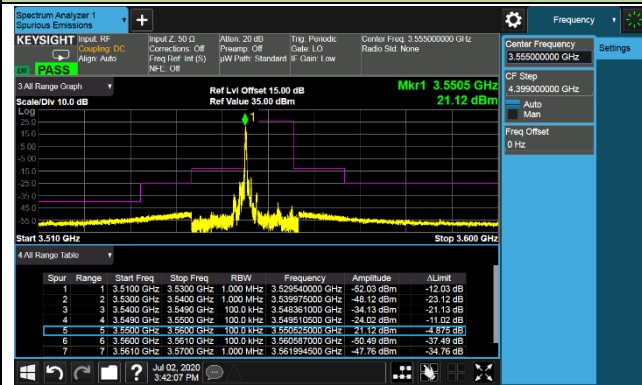 Spectrum Analyzer 1
Spurious Emissions
Frequency
KEYSIGHT
Input: RF
Coupling: DC
Align: Auto
Input Z: 50 Ω
Corrections: Off
Freq Ref: Int (S)
NFE: Off
Atten: 20 dB
Preamp: Off
µW Path: Standard
Trig: Periodic
Gate: LO
IF Gain: Low
Center Freq: 3.555000000 GHz
Radio Std: None
PASS
Center Frequency
3.555000000 GHz
Settings
CF Step
4.399000000 GHz
Auto
Man
Freq Offset
0 Hz
3 All Range Graph
Scale/Div 10.0 dB
Ref Lvl Offset 15.00 dB
Ref Value 35.00 dBm
Mkr1 3.5505 GHz
21.12 dBm
Log
1
25.0
15.0
5.00
-5.00
-15.0
-25.0
-35.0
-45.0
-55.0
Start 3.510 GHz
Stop 3.600 GHz
4 All Range Table
Spur Range Start Freq Stop Freq RBW Frequency Amplitude ΔLimit
1 1 3.5100 GHz 3.5300 GHz 1.000 MHz 3.529540000 GHz -52.03 dBm -12.03 dB
2 2 3.5300 GHz 3.5400 GHz 1.000 MHz 3.539975000 GHz -48.12 dBm -23.12 dB
3 3 3.5400 GHz 3.5490 GHz 100.0 kHz 3.548361000 GHz -34.13 dBm -21.13 dB
4 4 3.5490 GHz 3.5500 GHz 100.0 kHz 3.549510500 GHz -24.02 dBm -11.02 dB
5 5 3.5500 GHz 3.5600 GHz 100.0 kHz 3.550525000 GHz 21.12 dBm -4.875 dB
6 6 3.5600 GHz 3.5610 GHz 100.0 kHz 3.560587000 GHz -50.49 dBm -37.49 dB
7 7 3.5610 GHz 3.5700 GHz 1.000 MHz 3.561994500 GHz -47.76 dBm -34.76 dB
Jul 02, 2020
3:42:07 PM